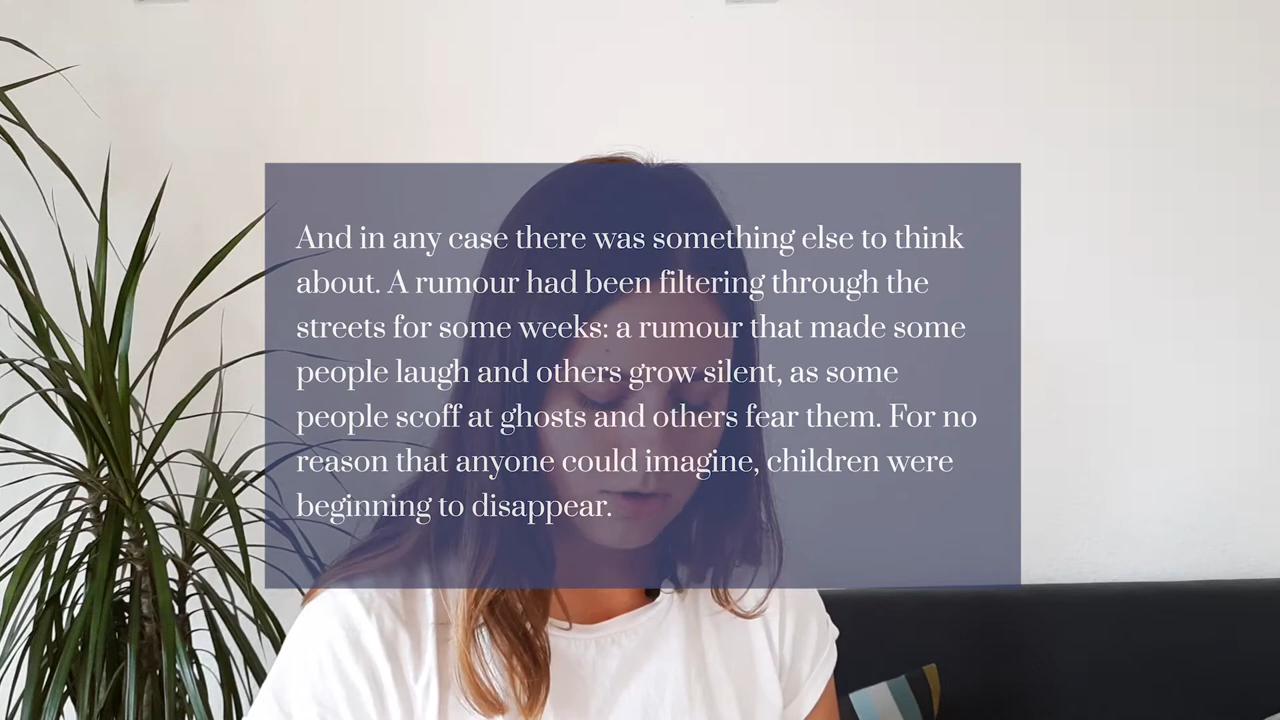 And in any case there was something else to think
about. A rumour had been filtering through the
streets for some weeks: a rumour that made some
people laugh and others grow silent, as some
people scoff at ghosts and others fear them. For no
reason that anyone could imagine, children were
beginning to disappear.